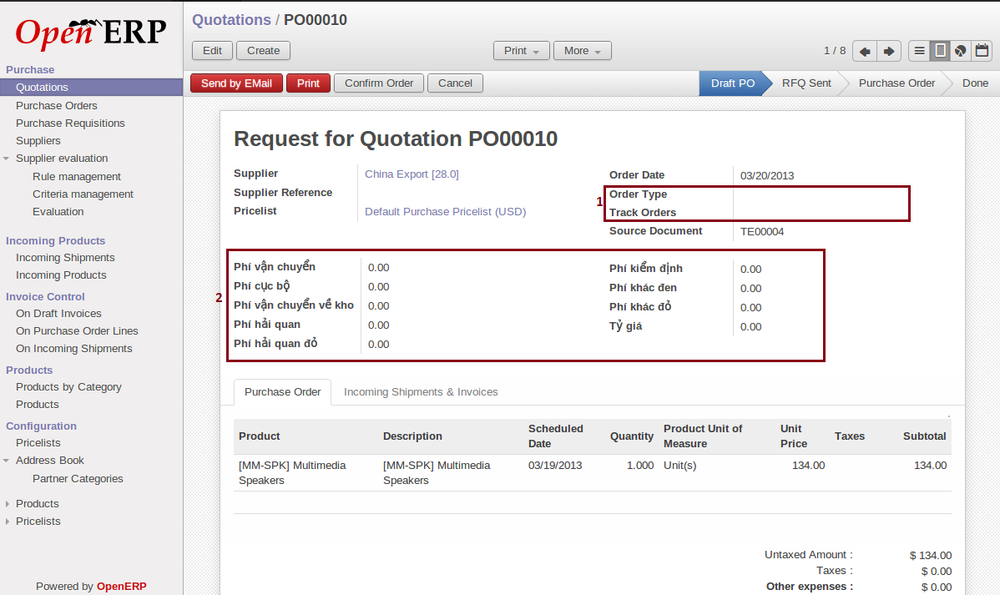 Open ERP
Purchase
Quotations
Purchase Orders
Purchase Requisitions
Suppliers
Supplier evaluation
Rule management
Criteria management
Evaluation
Incoming Products
Incoming Shipments
Incoming Products
Invoice Control
On Draft Invoices
On Purchase Order Lines
On Incoming Shipments
Products
Products by Category
Products
Configuration
Pricelists
Address Book
Partner Categories
Products
Pricelists
Powered by OpenERP
Quotations / PO00010
Edit Create Print More 1 / 8
Send by EMail Print Confirm Order Cancel Draft PO RFQ Sent Purchase Order Done
Request for Quotation PO00010
Supplier China Export [28.0] Order Date 03/20/2013
Supplier Reference 1 Order Type
Pricelist Default Purchase Pricelist (USD) Track Orders
Source Document TE00004
Phí vận chuyển 0.00 Phí kiểm định 0.00
Phí cục bộ 0.00 Phí khác đen 0.00
2 Phí vận chuyển về kho 0.00 Phí khác đỏ 0.00
Phí hải quan 0.00 Tỷ giá 0.00
Phí hải quan đỏ 0.00
Purchase Order Incoming Shipments & Invoices
Product Description Scheduled Date Quantity Product Unit of Measure Unit Price Taxes Subtotal
[MM-SPK] Multimedia Speakers [MM-SPK] Multimedia Speakers 03/19/2013 1.000 Unit(s) 134.00 134.00
Untaxed Amount : $ 134.00
Taxes : $ 0.00
Other expenses : $ 0.00